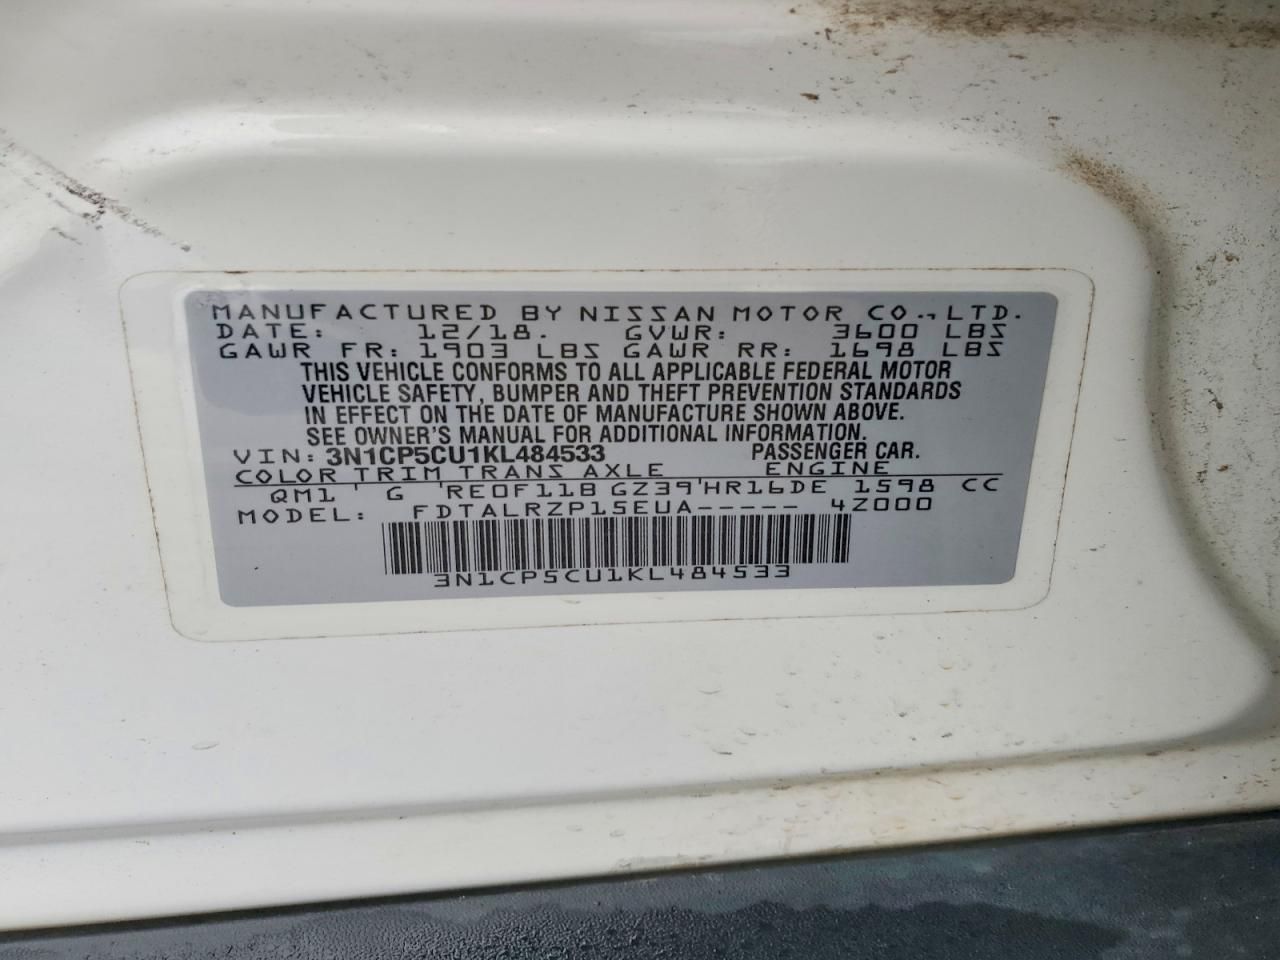 MANUFACTURED BY NISSAN MOTOR CO., LTD.
DATE: 12/18. GVWR: 3600 LBS
GAWR FR: 1903 LBS GAWR RR: 1698 LBS
THIS VEHICLE CONFORMS TO ALL APPLICABLE FEDERAL MOTOR
VEHICLE SAFETY, BUMPER AND THEFT PREVENTION STANDARDS
IN EFFECT ON THE DATE OF MANUFACTURE SHOWN ABOVE.
SEE OWNER'S MANUAL FOR ADDITIONAL INFORMATION.
VIN: 3N1CP5CU1KL484533 PASSENGER CAR.
COLOR TRIM TRANS AXLE ENGINE
QM1 ' G 'RE0F11B GZ39'HR16DE 1598 CC
MODEL: FDTALRZP15EUA----- 4Z000
3N1CP5CU1KL484533